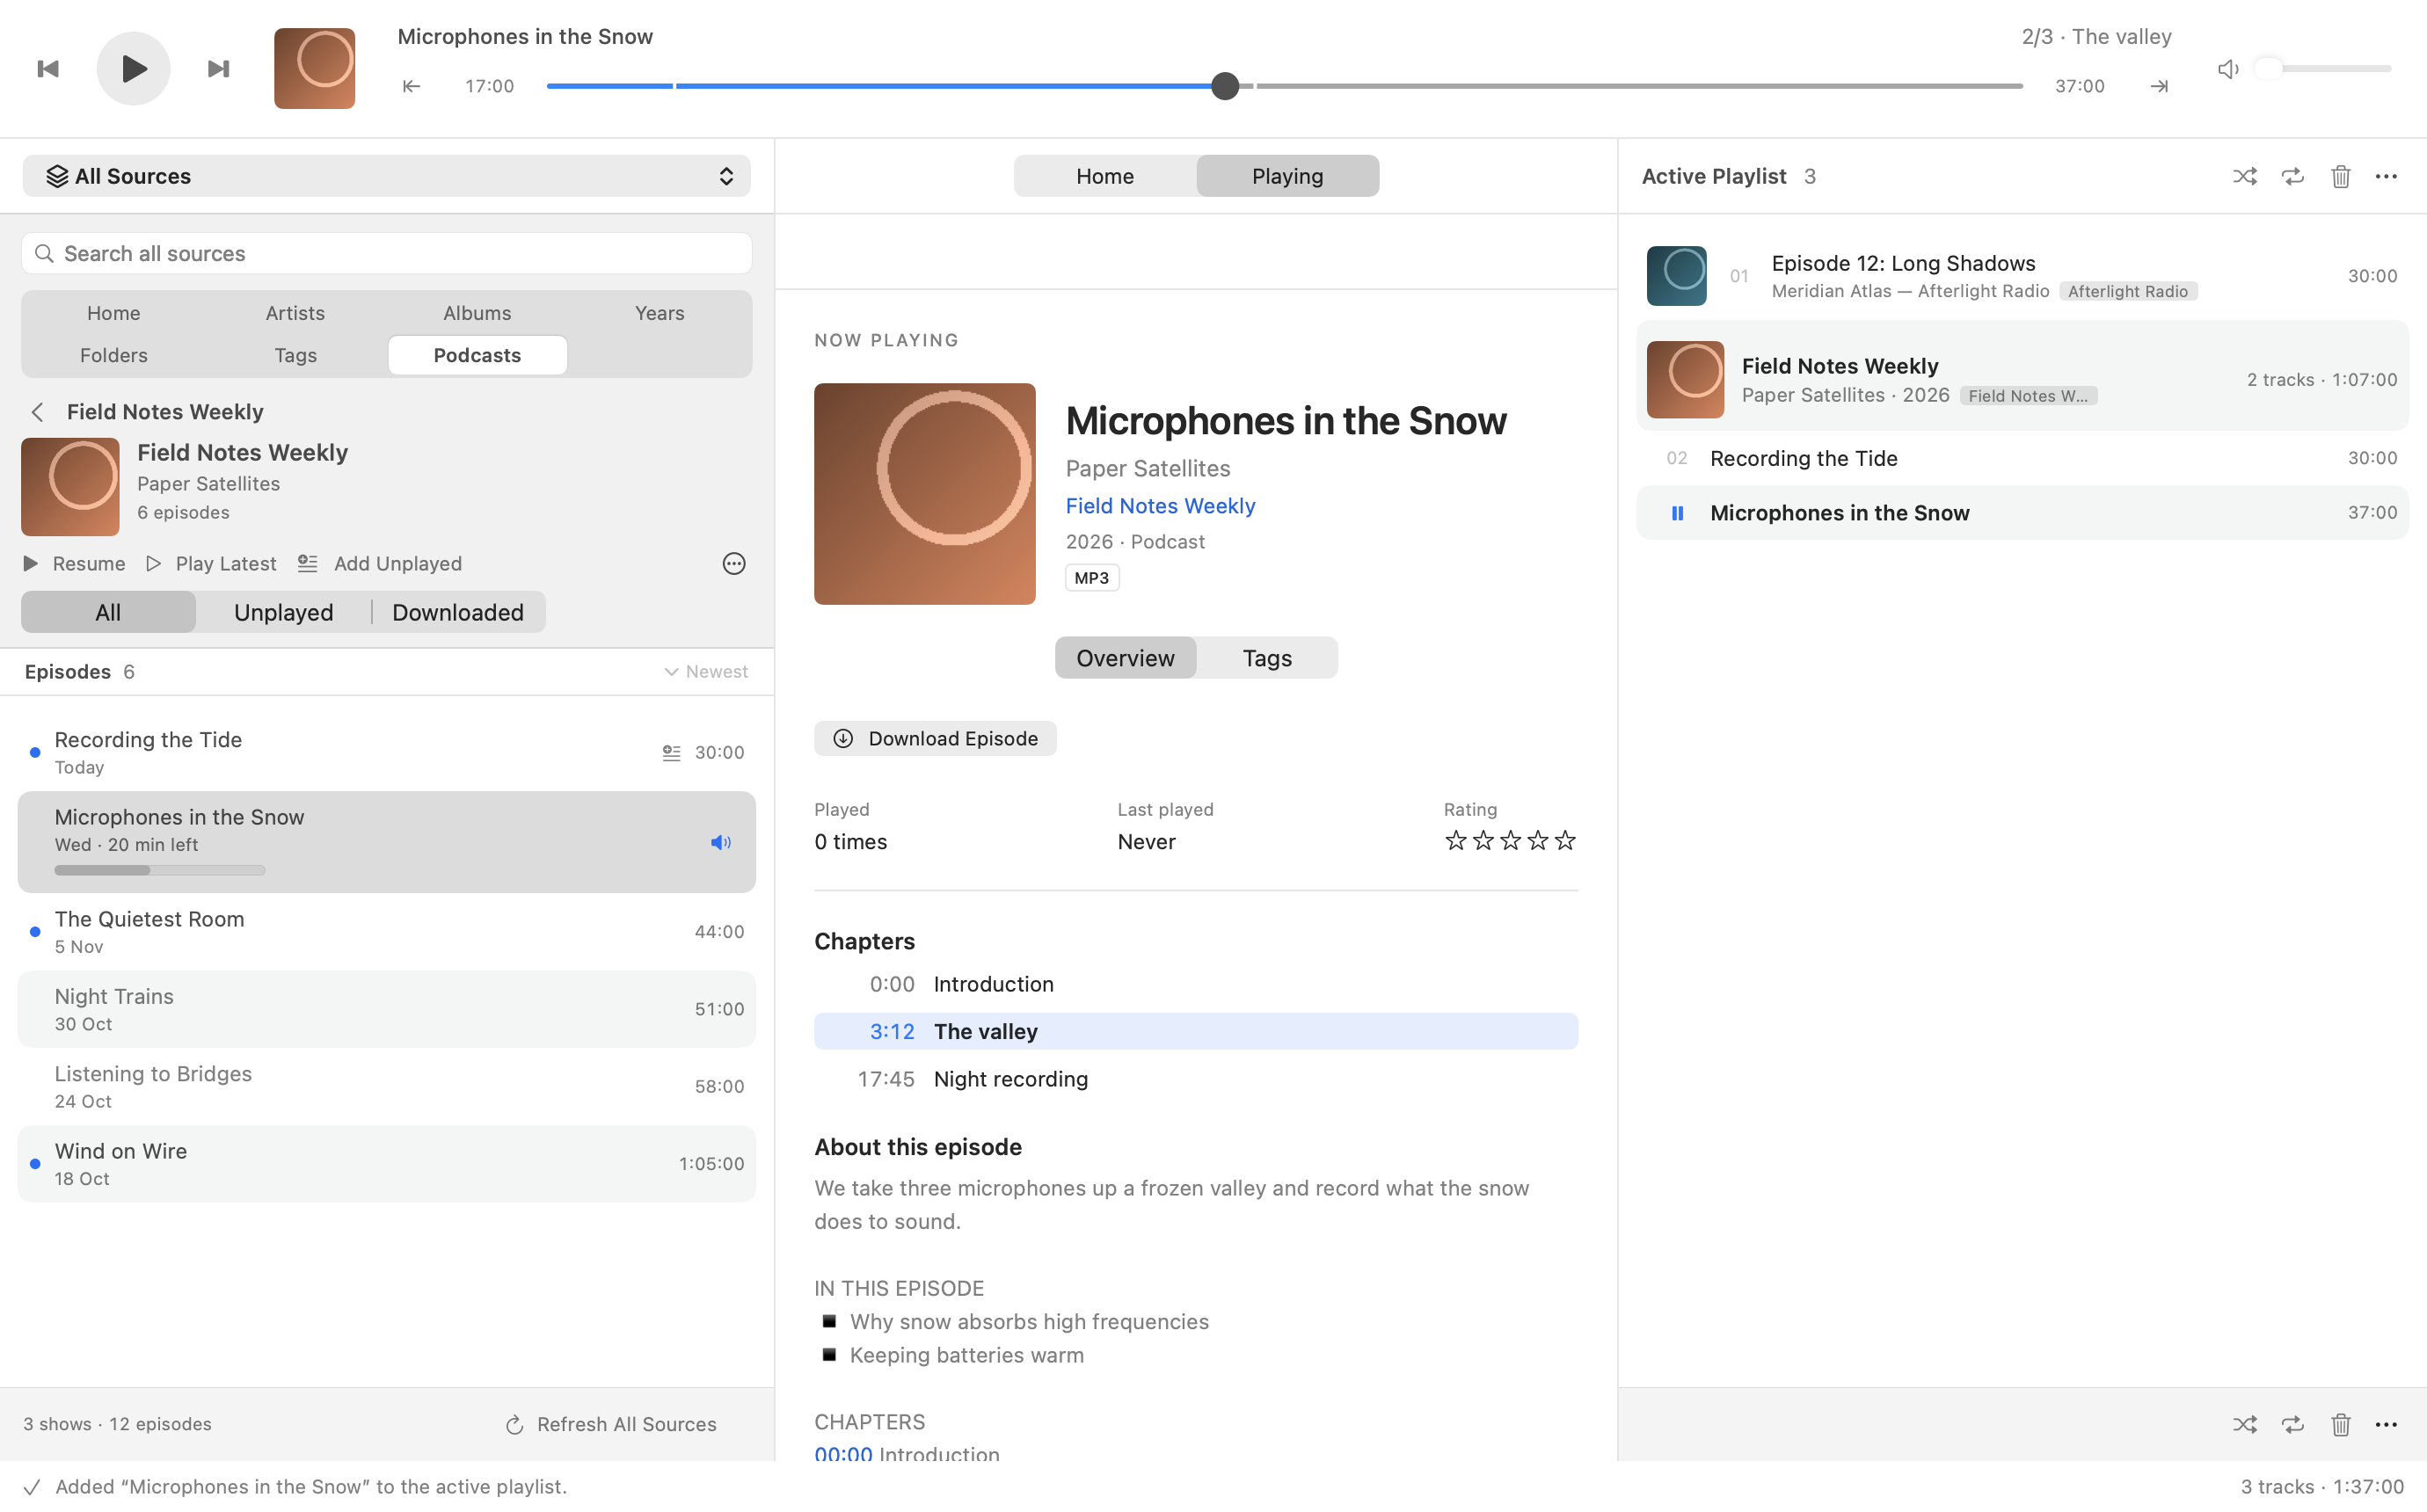 Microphones in the Snow
2/3 · The valley
17:00
37:00
All Sources
Search all sources
Home Artists Albums Years
Folders Tags Podcasts
Field Notes Weekly
Field Notes Weekly
Paper Satellites
6 episodes
Resume Play Latest Add Unplayed
All Unplayed Downloaded
Episodes 6 Newest
Recording the Tide
Today
30:00
Microphones in the Snow
Wed · 20 min left
The Quietest Room
5 Nov
44:00
Night Trains
30 Oct
51:00
Listening to Bridges
24 Oct
58:00
Wind on Wire
18 Oct
1:05:00
3 shows · 12 episodes Refresh All Sources
Home Playing
NOW PLAYING
Microphones in the Snow
Paper Satellites
Field Notes Weekly
2026 · Podcast
MP3
Overview Tags
Download Episode
Played Last played Rating
0 times Never
Chapters
0:00 Introduction
3:12 The valley
17:45 Night recording
About this episode
We take three microphones up a frozen valley and record what the snow
does to sound.
IN THIS EPISODE
Why snow absorbs high frequencies
Keeping batteries warm
CHAPTERS
00:00 Introduction
Active Playlist 3
01 Episode 12: Long Shadows 30:00
Meridian Atlas — Afterlight Radio Afterlight Radio
Field Notes Weekly
Paper Satellites · 2026 Field Notes W... 2 tracks · 1:07:00
02 Recording the Tide 30:00
Microphones in the Snow 37:00
Added “Microphones in the Snow” to the active playlist.
3 tracks · 1:37:00